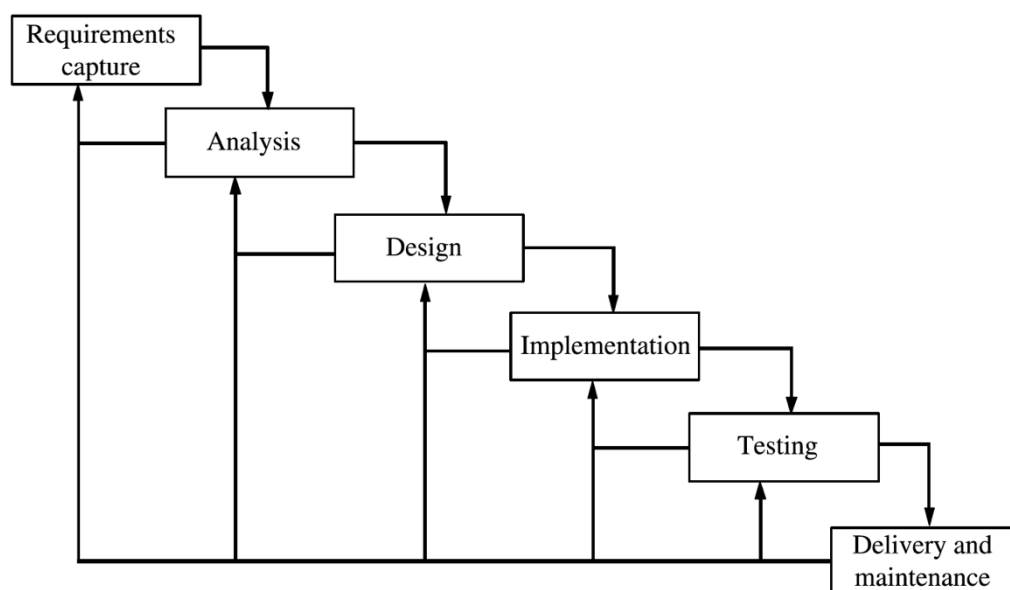 Requirements
capture
Analysis
Design
Implementation
Testing
Delivery and
maintenance